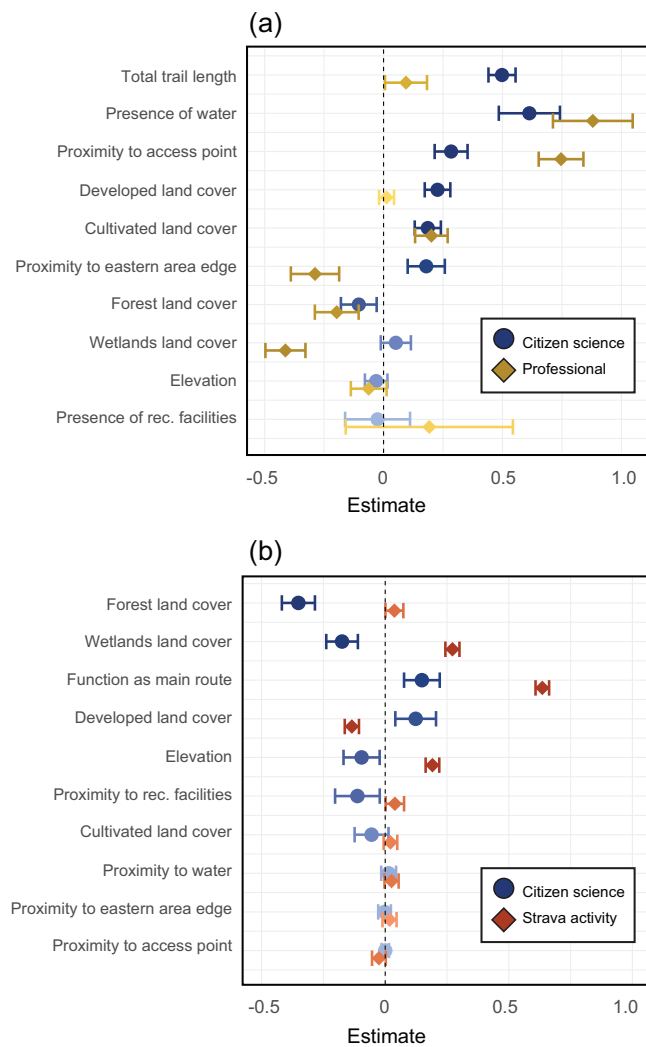 (a)
Total trail length
Presence of water
Proximity to access point
Developed land cover
Cultivated land cover
Proximity to eastern area edge
Forest land cover
Wetlands land cover
Elevation
Presence of rec. facilities
Citizen science
Professional
-0.5 0 0.5 1.0
Estimate
(b)
Forest land cover
Wetlands land cover
Function as main route
Developed land cover
Elevation
Proximity to rec. facilities
Cultivated land cover
Proximity to water
Proximity to eastern area edge
Proximity to access point
Citizen science
Strava activity
-0.5 0 0.5 1.0
Estimate